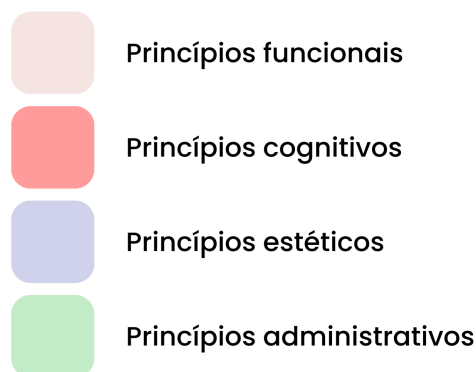 Princípios funcionais
Princípios cognitivos
Princípios estéticos
Princípios administrativos